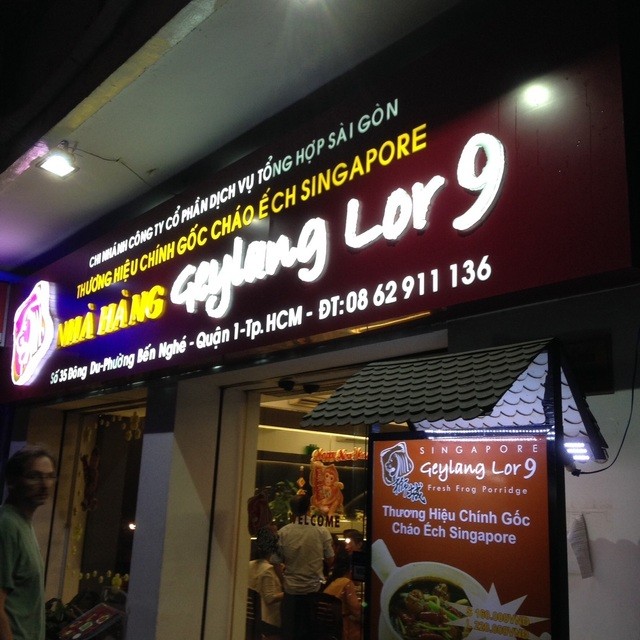 CHI NHÁNH CÔNG TY CỔ PHẦN DỊCH VỤ TỔNG HỢP SÀI GÒN
THƯƠNG HIỆU CHÍNH GỐC CHÁO ẾCH SINGAPORE
NHÀ HÀNG Geylang Lor 9
Số 35 Đông Du-Phường Bến Nghé - Quận 1-Tp.HCM - ĐT:08 62 911 136
SINGAPORE
Geylang Lor 9
Fresh Frog Porridge
Thương Hiệu Chính Gốc
Cháo Ếch Singapore
WELCOME